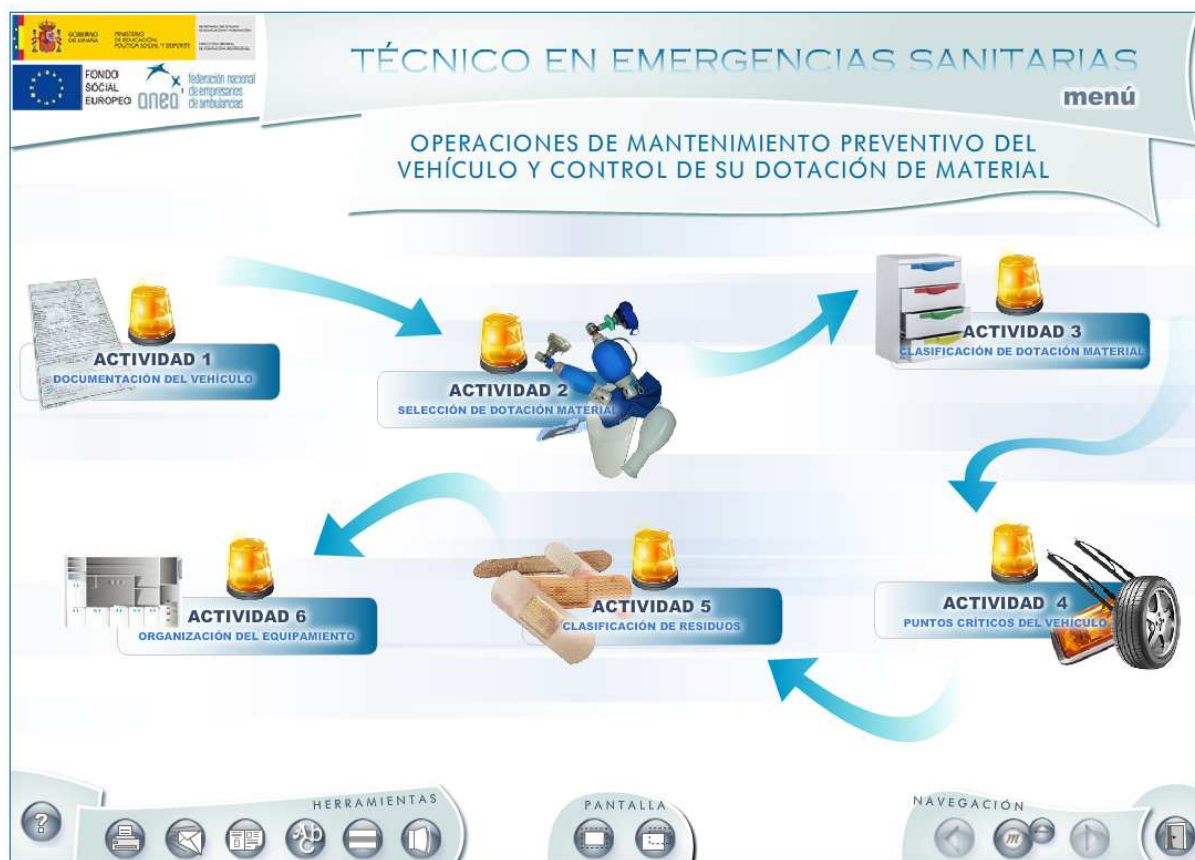 GOBIERNO
DE ESPAÑA
MINISTERIO
DE EDUCACIÓN,
POLÍTICA SOCIAL Y DEPORTE
FONDO
SOCIAL
EUROPEO
anea
federación nacional
de empresarios
de ambulancias
TÉCNICO EN EMERGENCIAS SANITARIAS
menú
OPERACIONES DE MANTENIMIENTO PREVENTIVO DEL
VEHÍCULO Y CONTROL DE SU DOTACIÓN DE MATERIAL
ACTIVIDAD 1
DOCUMENTACIÓN DEL VEHÍCULO
ACTIVIDAD 2
SELECCIÓN DE DOTACIÓN MATERIAL
ACTIVIDAD 3
CLASIFICACIÓN DE DOTACIÓN MATERIAL
ACTIVIDAD 6
ORGANIZACIÓN DEL EQUIPAMIENTO
ACTIVIDAD 5
CLASIFICACIÓN DE RESIDUOS
ACTIVIDAD 4
PUNTOS CRÍTICOS DEL VEHÍCULO
HERRAMIENTAS
PANTALLA
NAVEGACIÓN
?
Abc
m